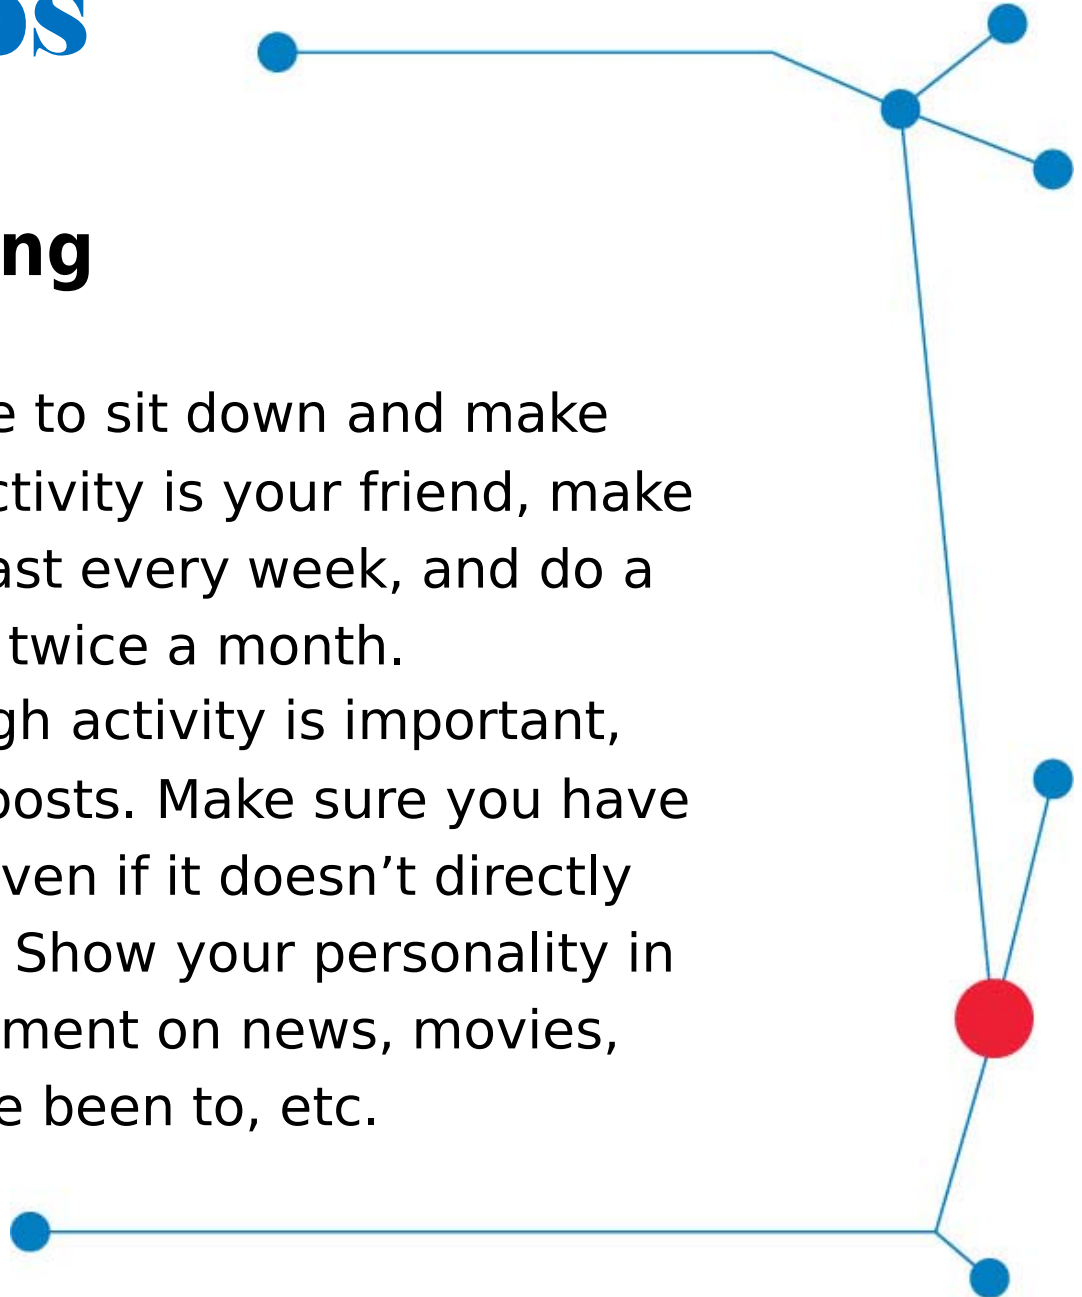 os
ng
e to sit down and make
ctivity is your friend, make
ast every week, and do a
twice a month.
gh activity is important,
posts. Make sure you have
ven if it doesn’t directly
Show your personality in
ment on news, movies,
e been to, etc.